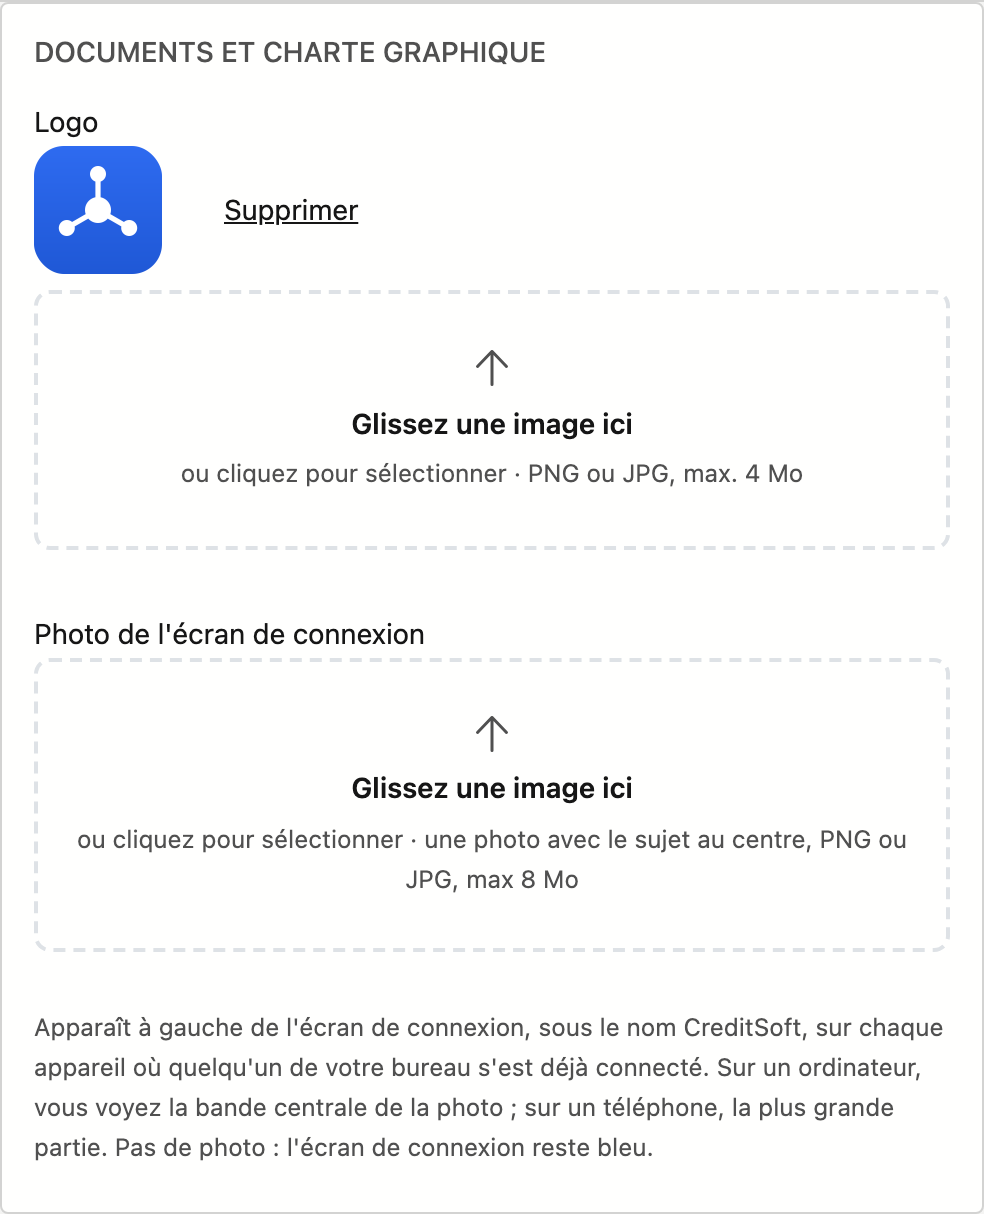 DOCUMENTS ET CHARTE GRAPHIQUE
Logo
Supprimer
Glissez une image ici
ou cliquez pour sélectionner · PNG ou JPG, max. 4 Mo
Photo de l'écran de connexion
Glissez une image ici
ou cliquez pour sélectionner · une photo avec le sujet au centre, PNG ou
JPG, max 8 Mo
Apparaît à gauche de l'écran de connexion, sous le nom CreditSoft, sur chaque
appareil où quelqu'un de votre bureau s'est déjà connecté. Sur un ordinateur,
vous voyez la bande centrale de la photo ; sur un téléphone, la plus grande
partie. Pas de photo : l'écran de connexion reste bleu.